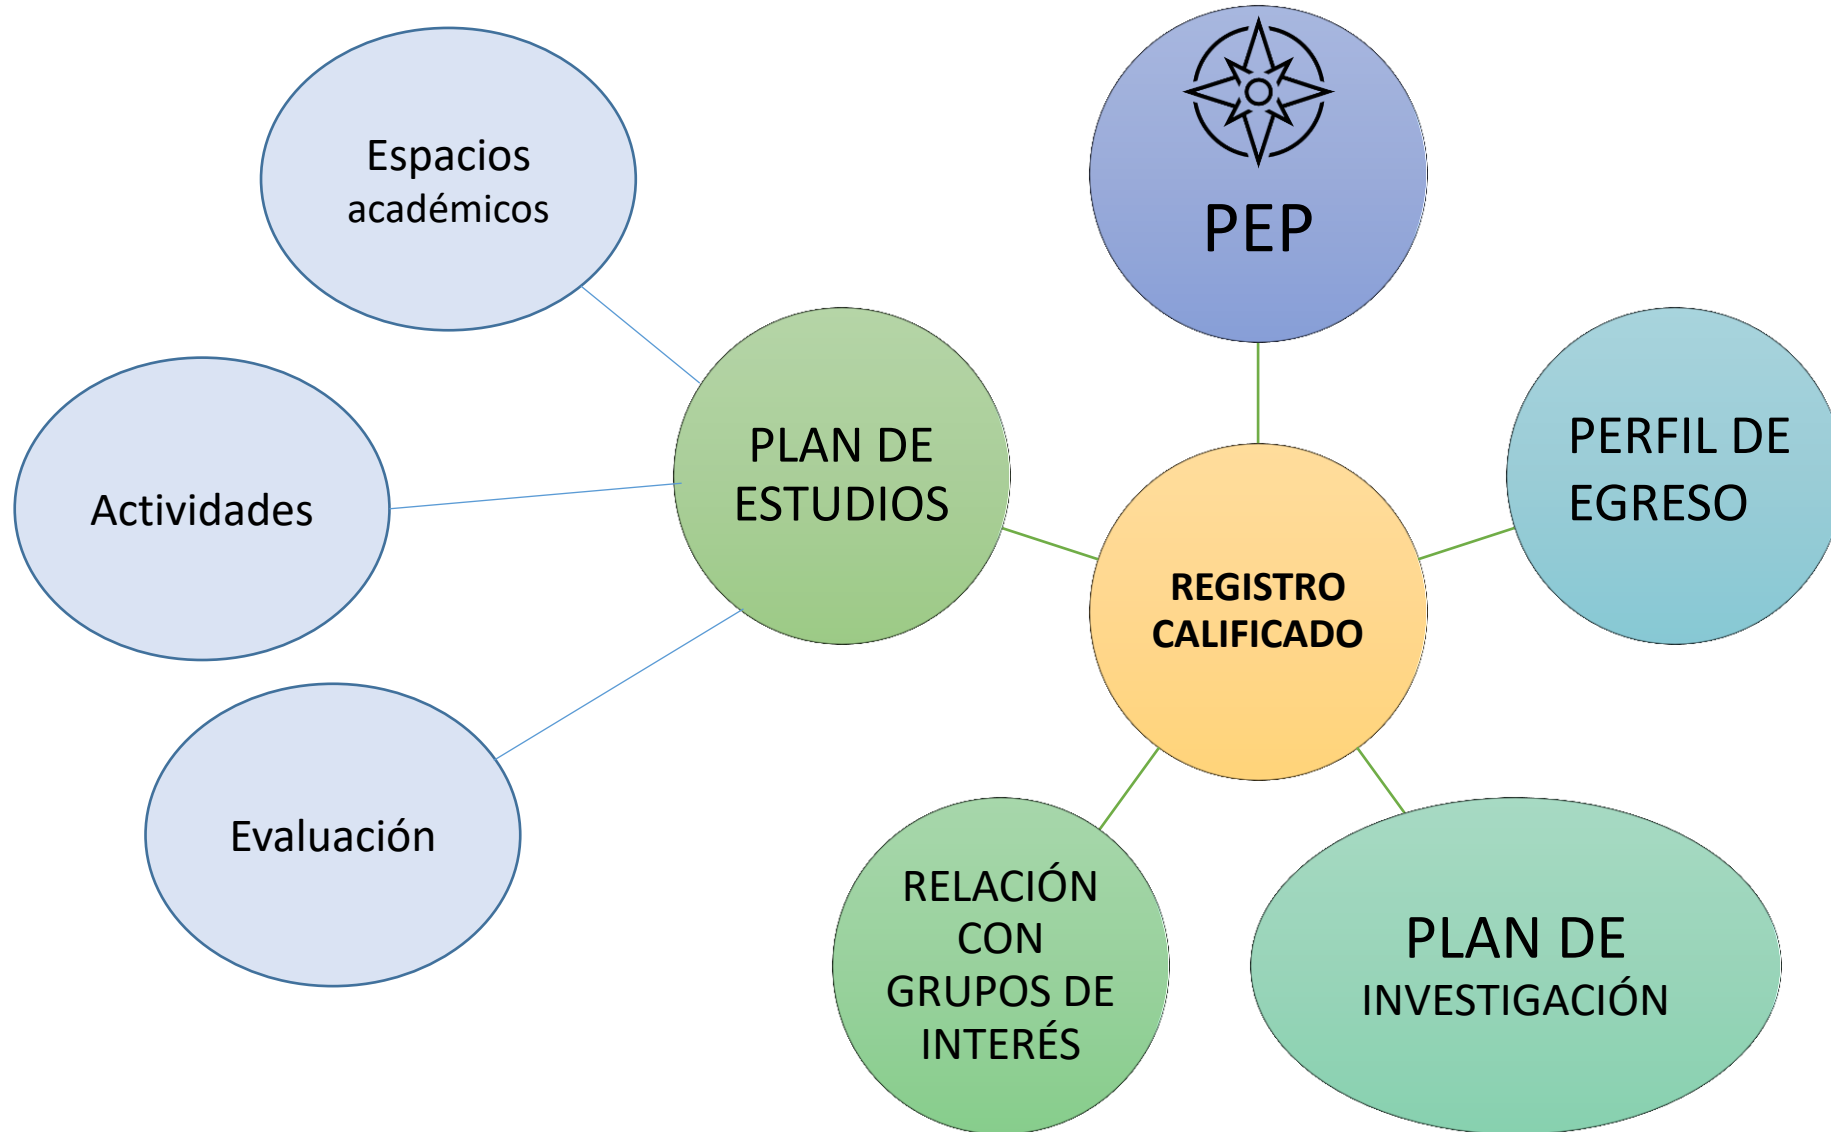 Espacios
académicos
Actividades
Evaluación
PLAN DE
ESTUDIOS
PEP
PERFIL DE
EGRESO
REGISTRO
CALIFICADO
RELACIÓN
CON
GRUPOS DE
INTERÉS
PLAN DE
INVESTIGACIÓN